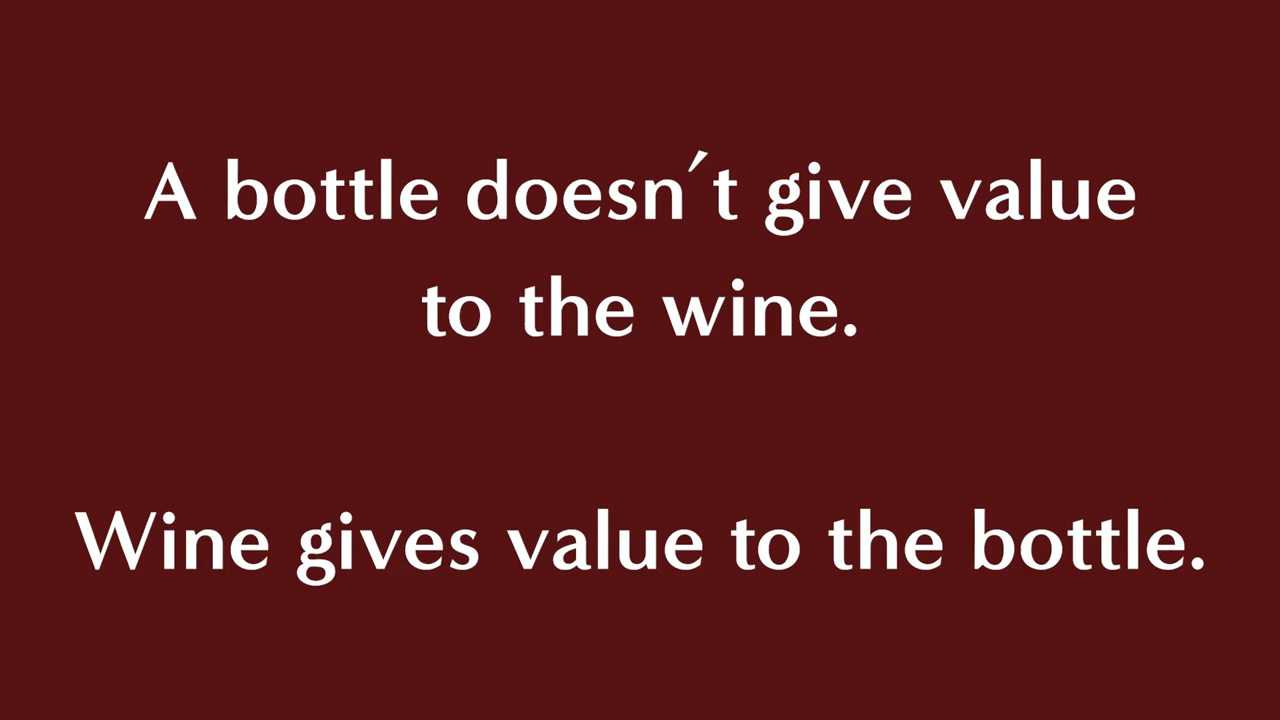 A bottle doesn´t give value
to the wine.
Wine gives value to the bottle.